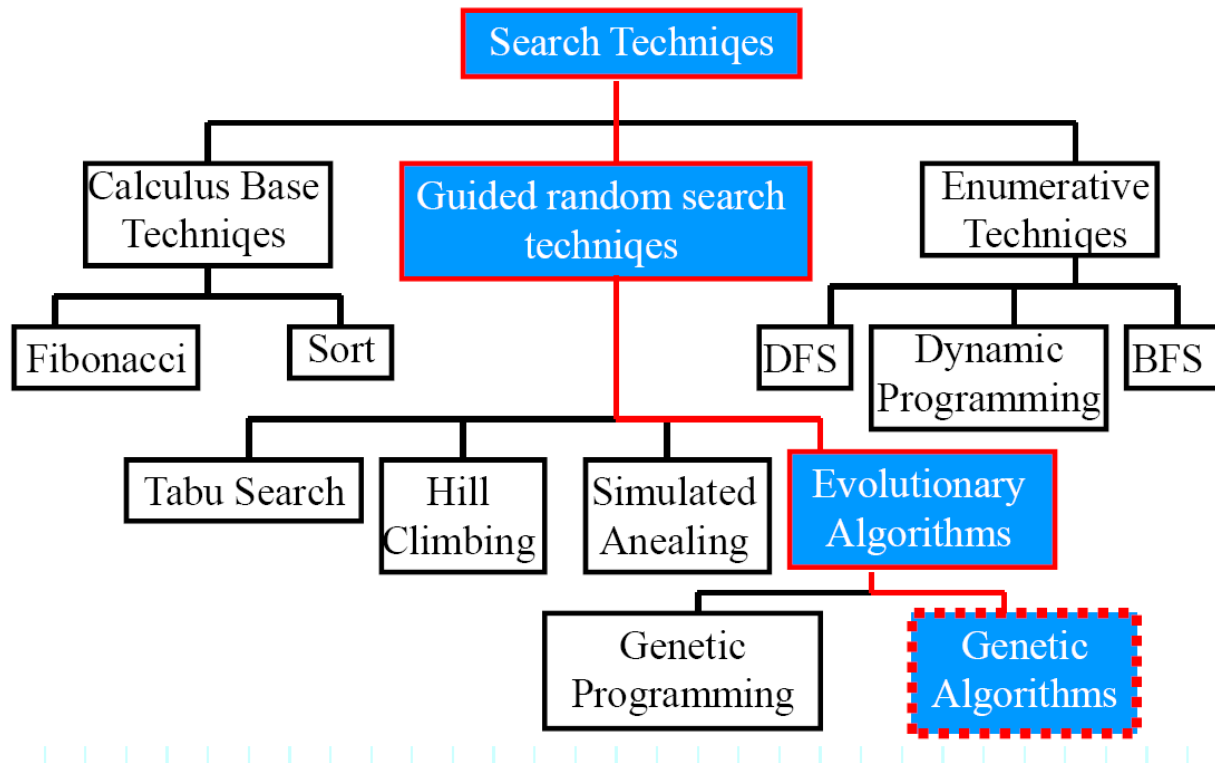 Search Techniqes
Calculus Base
Techniqes
Guided random search
techniqes
Enumerative
Techniqes
Fibonacci
Sort
DFS
Dynamic
Programming
BFS
Tabu Search
Hill
Climbing
Simulated
Anealing
Evolutionary
Algorithms
Genetic
Programming
Genetic
Algorithms